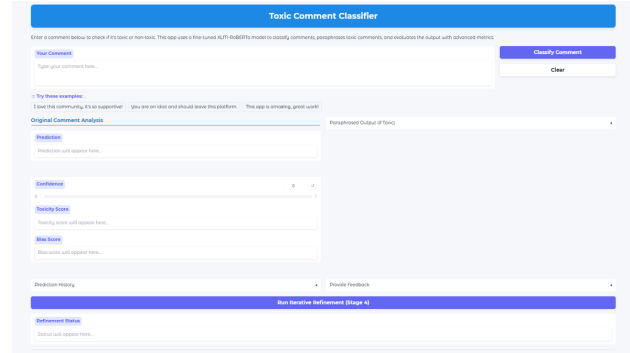 Toxic Comment Classifier
Enter a comment below to check if it's toxic or non-toxic. This app uses a fine-tuned XLM-RoBERTa model to classify comments, paraphrases toxic comments, and evaluates the output with advanced metrics.
Your Comment
Type your comment here...
Classify Comment
Clear
Try these examples:
I love this community, it's so supportive!
You are an idiot and should leave this platform.
This app is amazing, great work!
Original Comment Analysis
Paraphrased Output (If Toxic)
Prediction
Prediction will appear here...
Confidence
0
1
Toxicity Score
Toxicity score will appear here...
Bias Score
Bias score will appear here...
Prediction History
Provide Feedback
Run Iterative Refinement (Stage 4)
Refinement Status
Status will appear here...